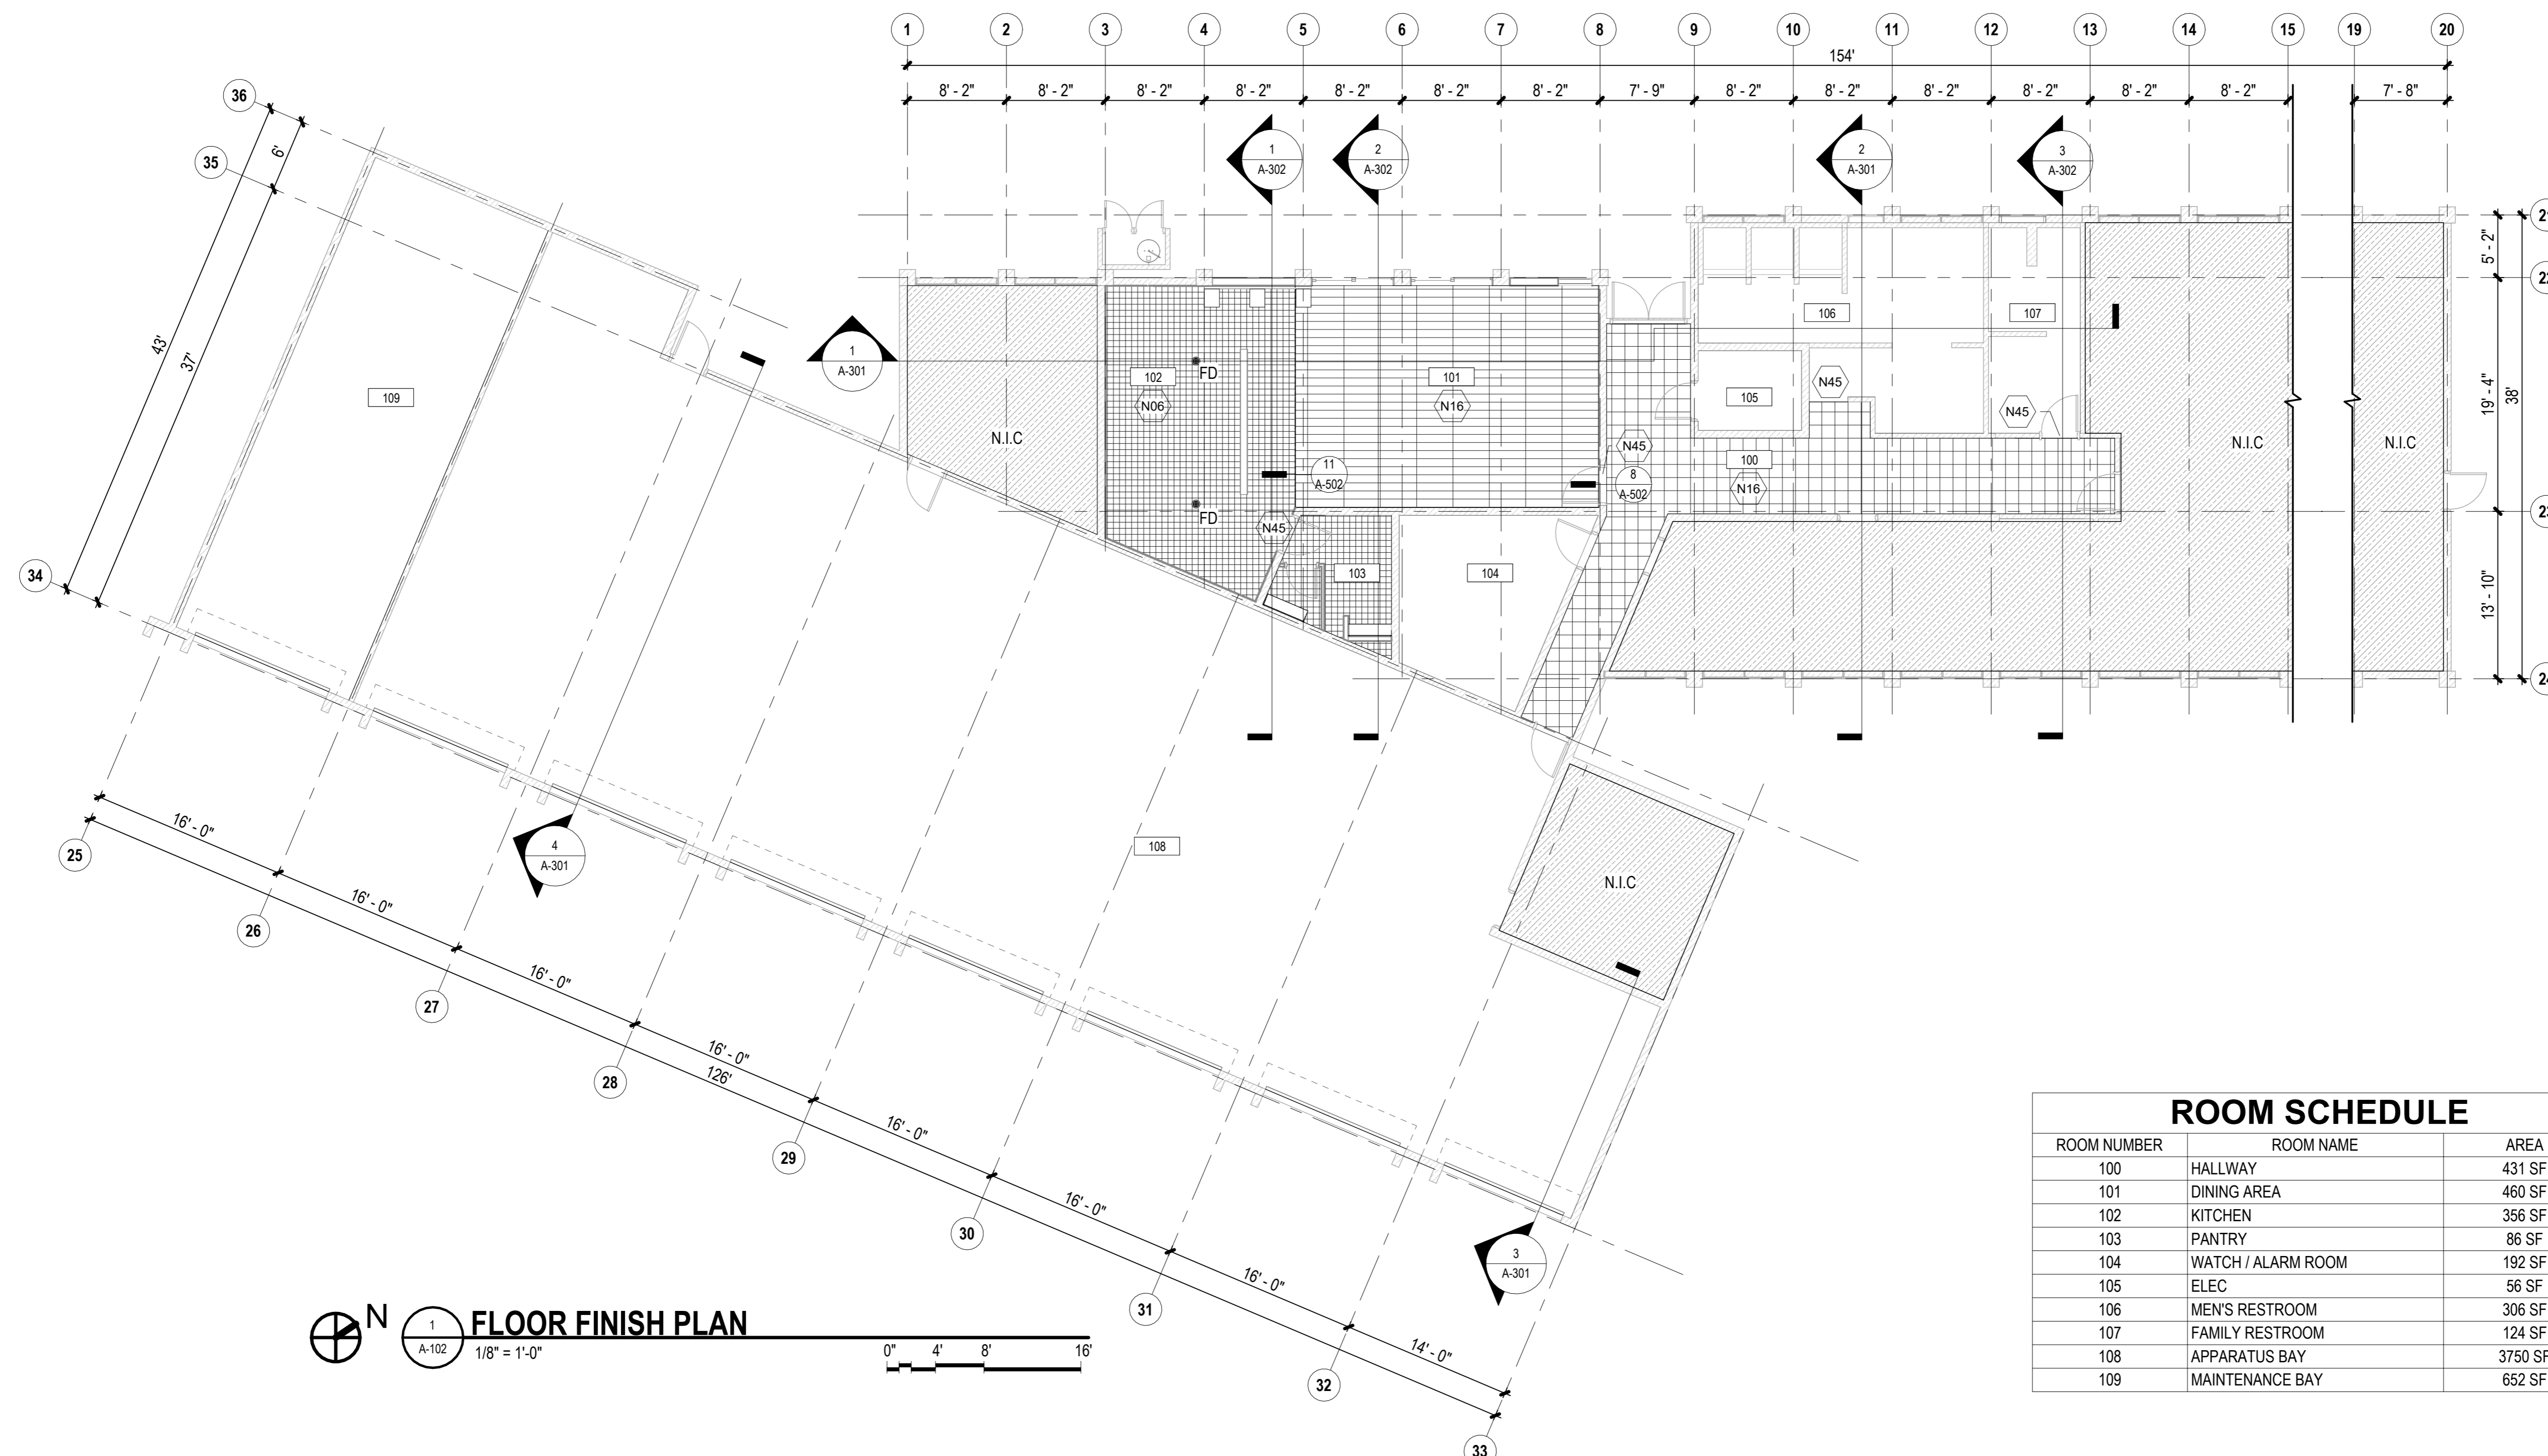 1 2 3 4 5 6 7 8 9 10 11 12 13 14 15 19 20
154'
8' - 2" 8' - 2" 8' - 2" 8' - 2" 8' - 2" 8' - 2" 8' - 2" 7' - 9" 8' - 2" 8' - 2" 8' - 2" 8' - 2" 8' - 2" 8' - 2" 7' - 8"
36
35
34
6'
43'
37'
1
A-302
2
A-302
2
A-301
3
A-302
5' - 2"
22
19' - 4"
38'
13' - 10"
1
A-301
109
N.I.C
102
N06
FD
FD
101
N16
11
A-502
N45
103
104
N45
8
A-502
105
106
107
N45
N45
100
N16
N.I.C
N.I.C
108
N.I.C
4
A-301
3
A-301
16' - 0"
16' - 0"
16' - 0"
16' - 0"
126'
16' - 0"
16' - 0"
16' - 0"
14' - 0"
25
26
27
28
29
30
31
32
33
N
1
A-102
FLOOR FINISH PLAN
1/8" = 1'-0"
0" 4' 8' 16'
ROOM SCHEDULE
ROOM NUMBER ROOM NAME AREA
100 HALLWAY 431 SF
101 DINING AREA 460 SF
102 KITCHEN 356 SF
103 PANTRY 86 SF
104 WATCH / ALARM ROOM 192 SF
105 ELEC 56 SF
106 MEN'S RESTROOM 306 SF
107 FAMILY RESTROOM 124 SF
108 APPARATUS BAY 3750 SF
109 MAINTENANCE BAY 652 SF